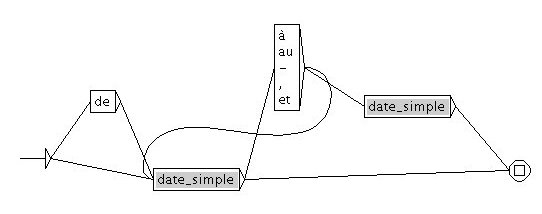 à
au
–
,
et
de
date_simple
date_simple